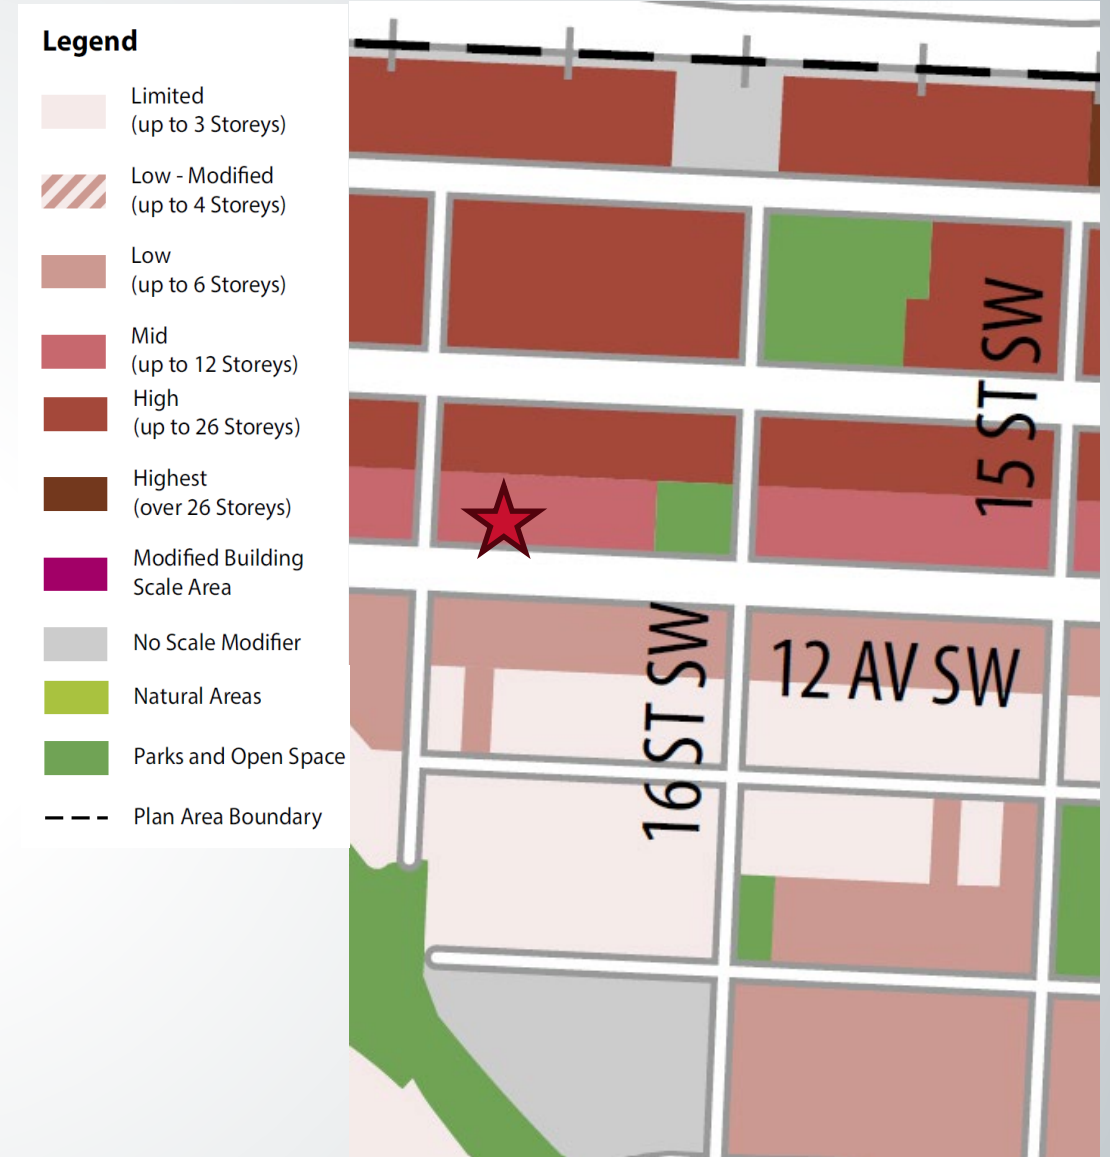 Legend
Limited
(up to 3 Storeys)
Low - Modified
(up to 4 Storeys)
Low
(up to 6 Storeys)
Mid
(up to 12 Storeys)
High
(up to 26 Storeys)
Highest
(over 26 Storeys)
Modified Building
Scale Area
No Scale Modifier
Natural Areas
Parks and Open Space
Plan Area Boundary
15 ST SW
16 ST SW
12 AV SW